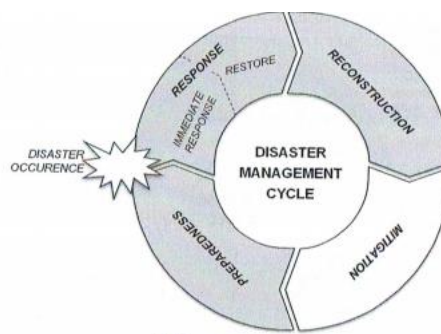 RESPONSE
RESTORE
IMMEDIATE
RESPONSE
RECONSTRUCTION
DISASTER
OCCURENCE
DISASTER
MANAGEMENT
CYCLE
PREPAREDNESS
MITIGATION